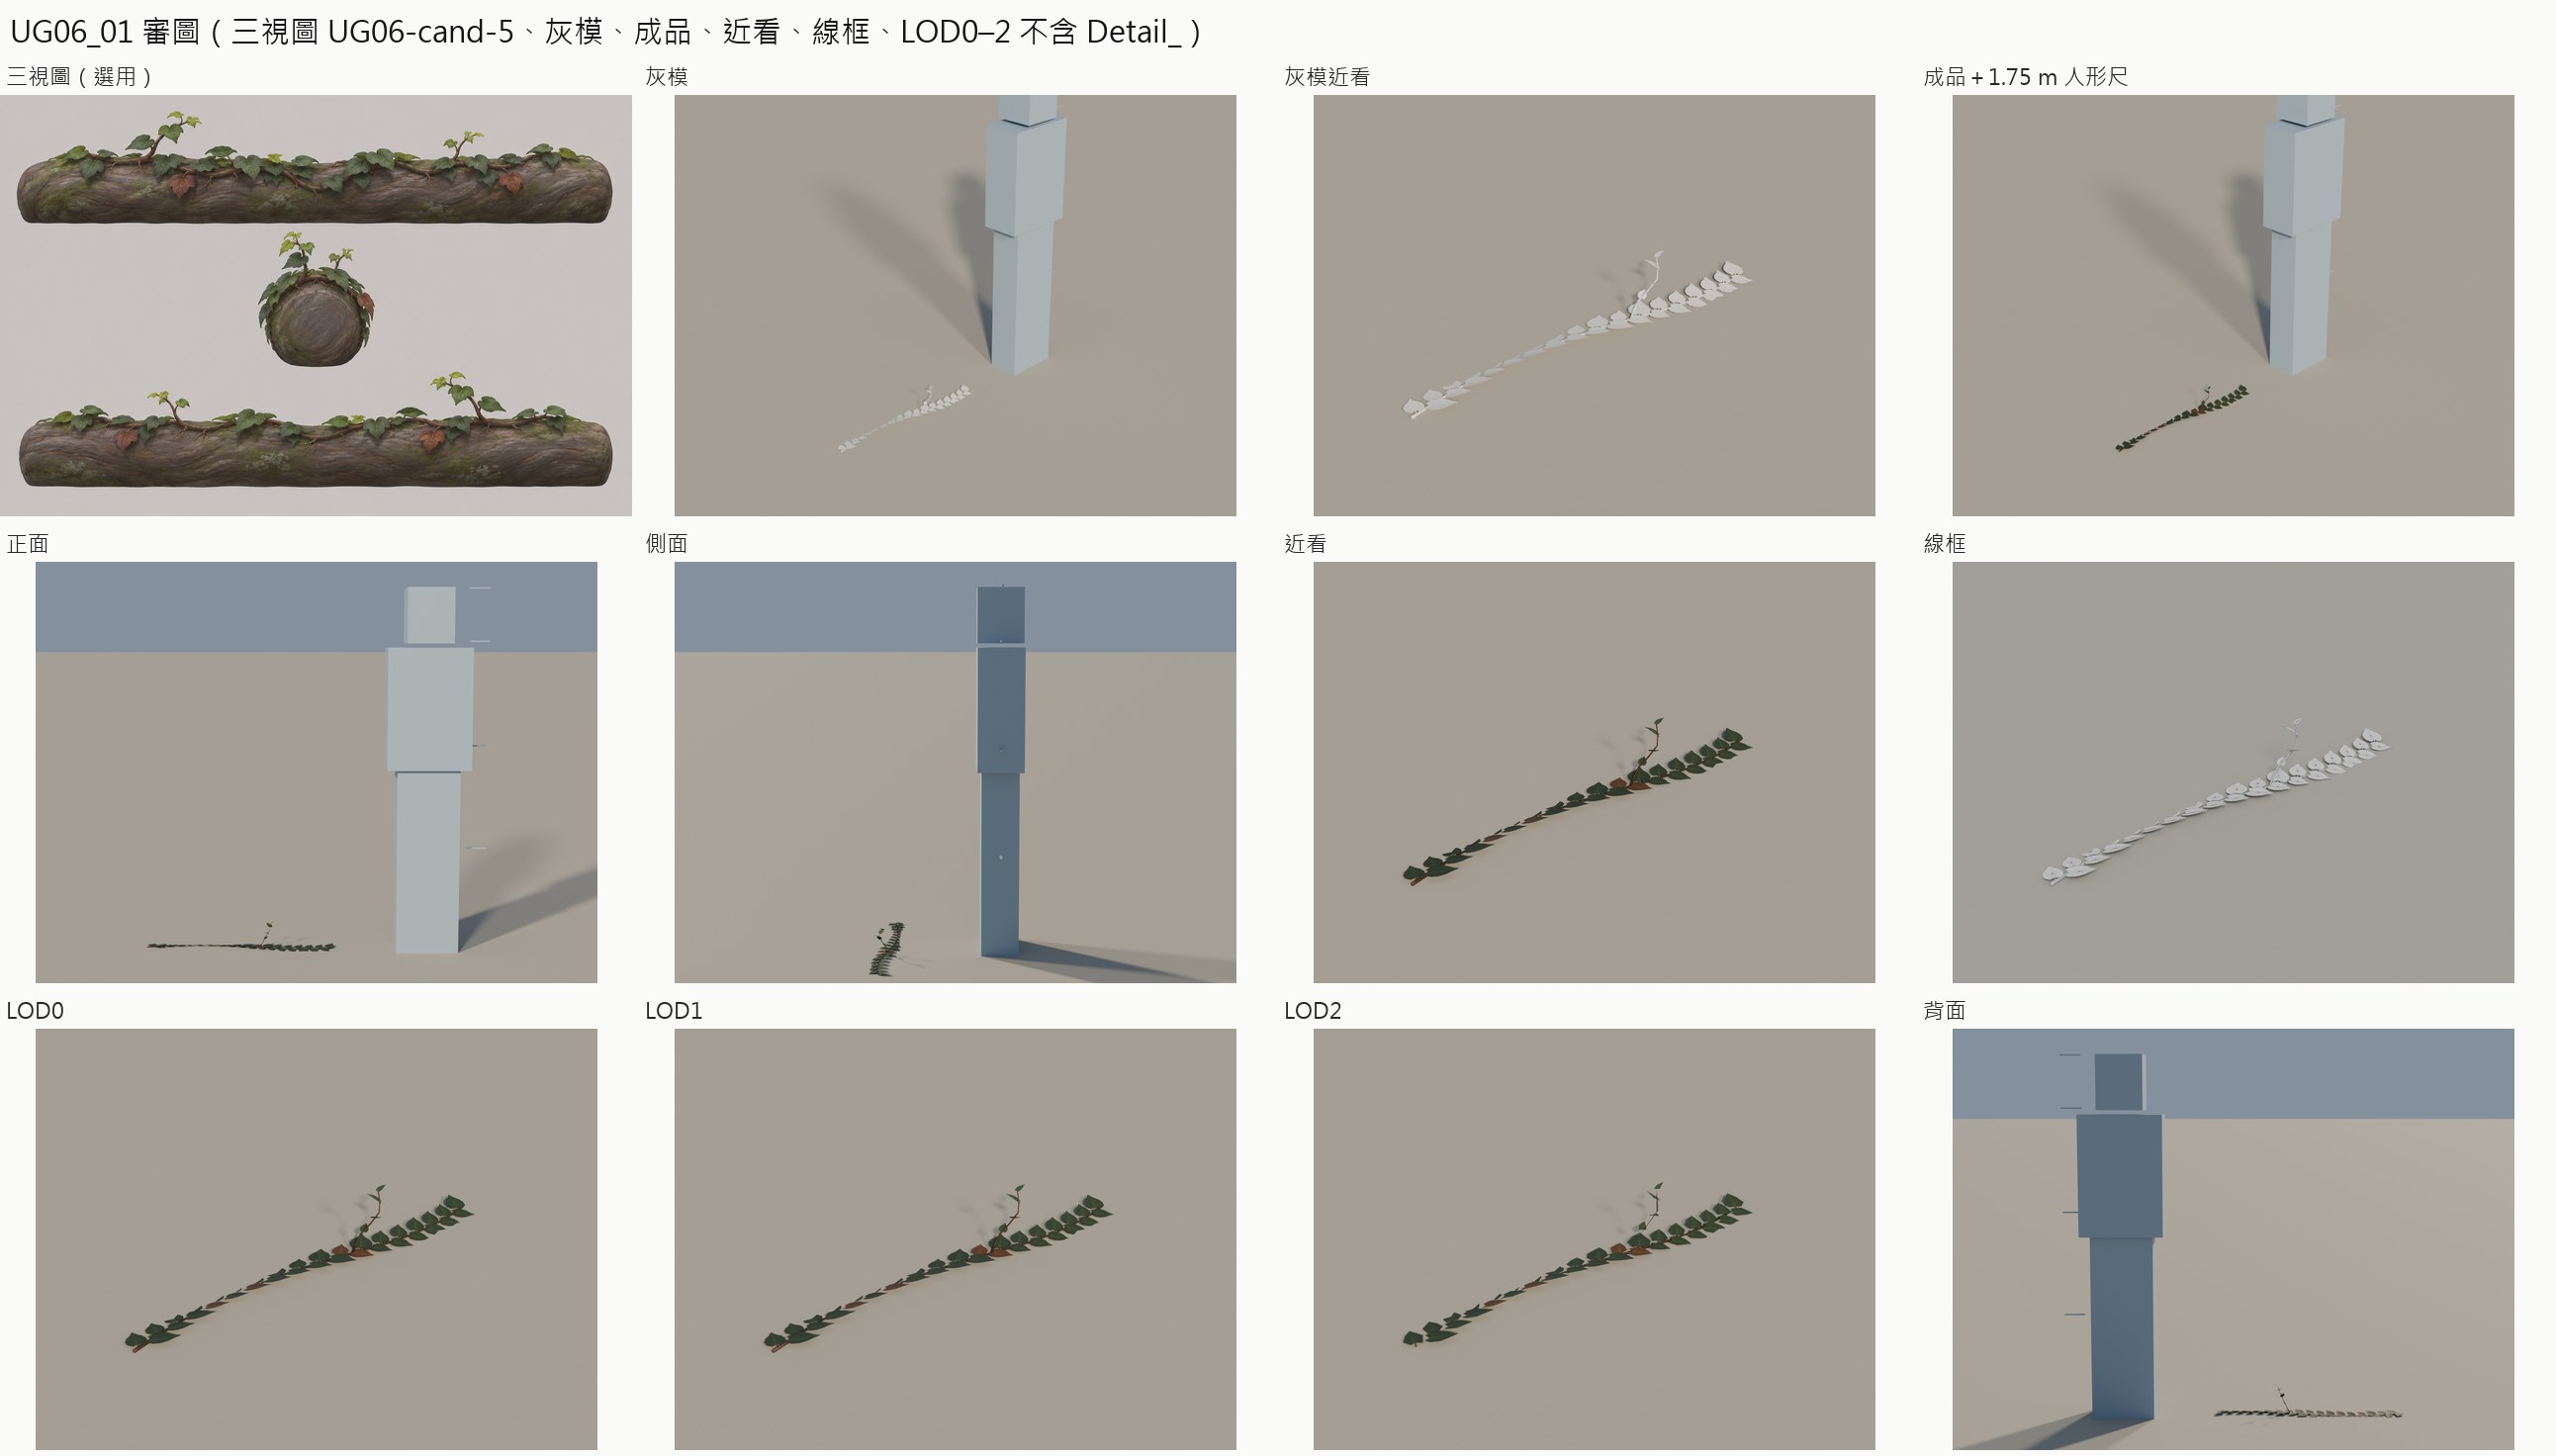 UG06_01 審圖（三視圖 UG06-cand-5、灰模、成品、近看、線框、LOD0–2 不含 Detail_）
三視圖（選用）
灰模
灰模近看
成品＋1.75 m 人形尺
正面
側面
近看
線框
LOD0
LOD1
LOD2
背面